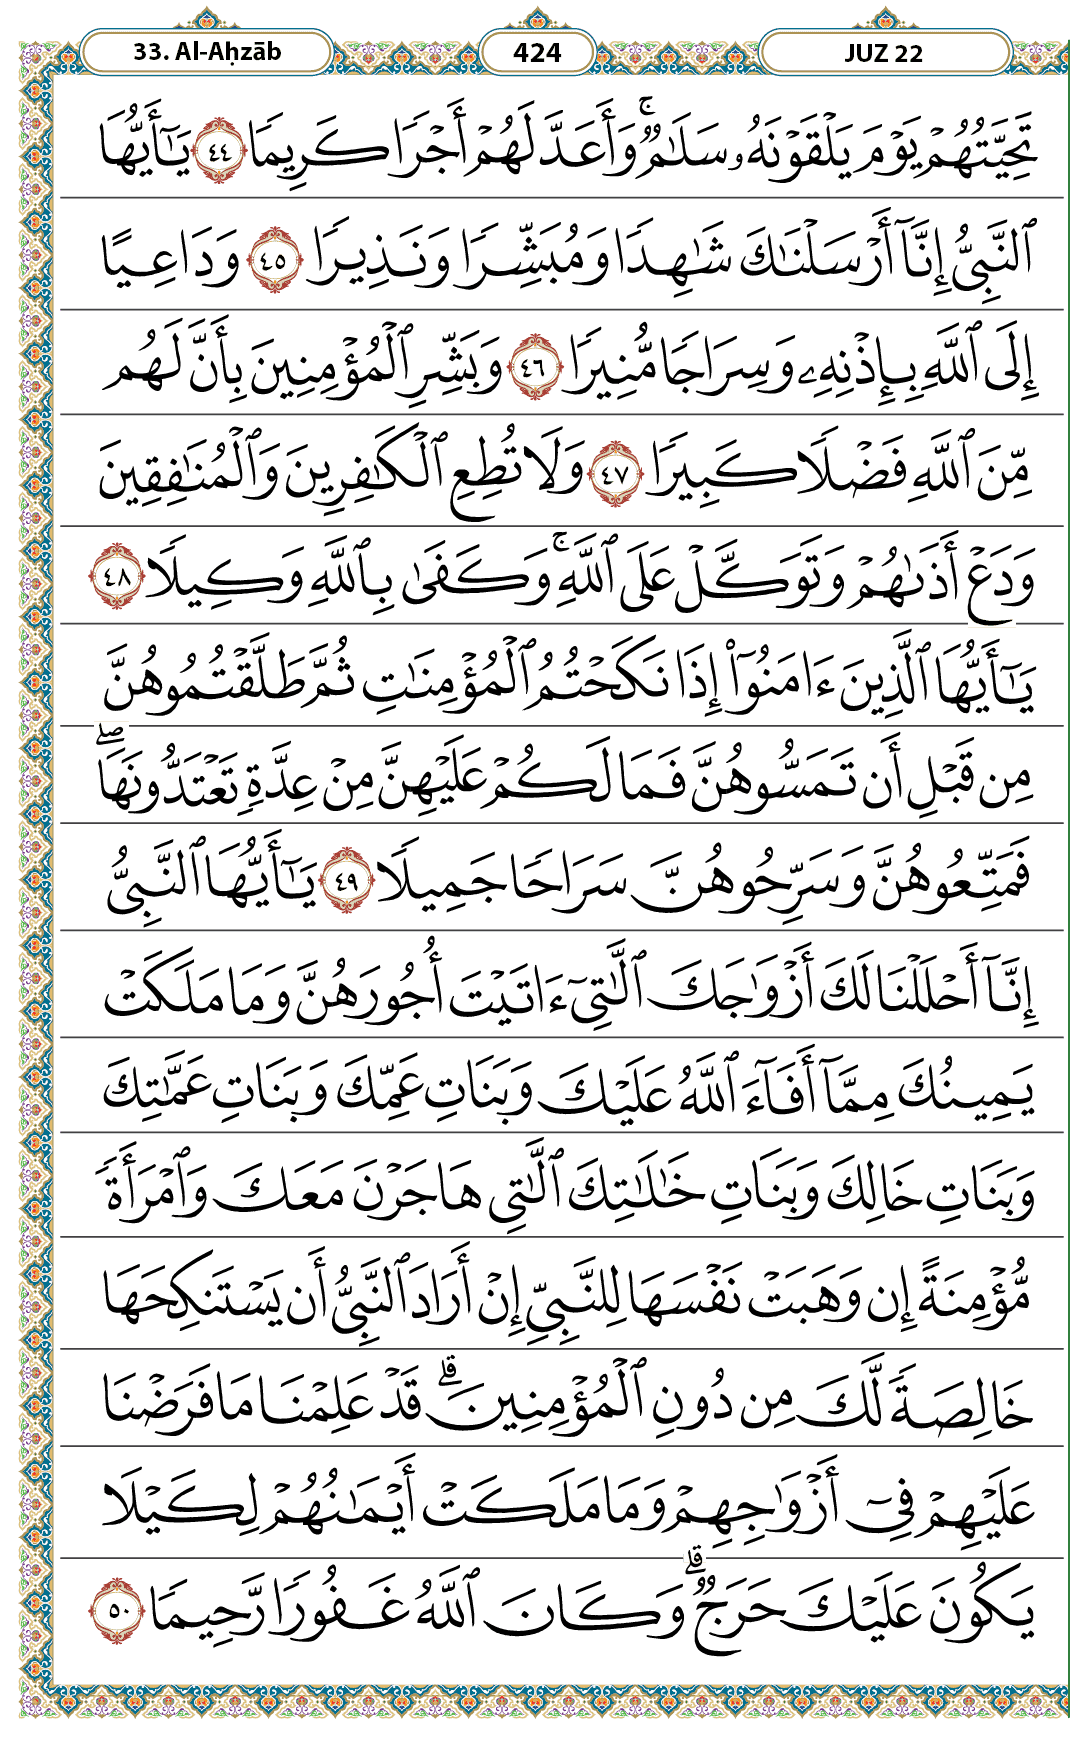 33. Al-Aḥzāb
424
JUZ 22
تَحِيَّتُهُمْ يَوْمَ يَلْقَوْنَهُۥ سَلَـٰمٌۭ ۚ وَأَعَدَّ لَهُمْ أَجْرًۭا كَرِيمًۭا ٤٤ يَـٰٓأَيُّهَا
ٱلنَّبِىُّ إِنَّآ أَرْسَلْنَـٰكَ شَـٰهِدًۭا وَمُبَشِّرًۭا وَنَذِيرًۭا ٤٥ وَدَاعِيًا
إِلَى ٱللَّهِ بِإِذْنِهِۦ وَسِرَاجًۭا مُّنِيرًۭا ٤٦ وَبَشِّرِ ٱلْمُؤْمِنِينَ بِأَنَّ لَهُم
مِّنَ ٱللَّهِ فَضْلًۭا كَبِيرًۭا ٤٧ وَلَا تُطِعِ ٱلْكَـٰفِرِينَ وَٱلْمُنَـٰفِقِينَ
وَدَعْ أَذَىٰهُمْ وَتَوَكَّلْ عَلَى ٱللَّهِ ۚ وَكَفَىٰ بِٱللَّهِ وَكِيلًۭا ٤٨
يَـٰٓأَيُّهَا ٱلَّذِينَ ءَامَنُوٓا۟ إِذَا نَكَحْتُمُ ٱلْمُؤْمِنَـٰتِ ثُمَّ طَلَّقْتُمُوهُنَّ
مِن قَبْلِ أَن تَمَسُّوهُنَّ فَمَا لَكُمْ عَلَيْهِنَّ مِنْ عِدَّةٍۢ تَعْتَدُّونَهَا ۖ
فَمَتِّعُوهُنَّ وَسَرِّحُوهُنَّ سَرَاحًۭا جَمِيلًۭا ٤٩ يَـٰٓأَيُّهَا ٱلنَّبِىُّ
إِنَّآ أَحْلَلْنَا لَكَ أَزْوَٰجَكَ ٱلَّـٰتِىٓ ءَاتَيْتَ أُجُورَهُنَّ وَمَا مَلَكَتْ
يَمِينُكَ مِمَّآ أَفَآءَ ٱللَّهُ عَلَيْكَ وَبَنَاتِ عَمِّكَ وَبَنَاتِ عَمَّـٰتِكَ
وَبَنَاتِ خَالِكَ وَبَنَاتِ خَـٰلَـٰتِكَ ٱلَّـٰتِى هَاجَرْنَ مَعَكَ وَٱمْرَأَةًۭ
مُّؤْمِنَةً إِن وَهَبَتْ نَفْسَهَا لِلنَّبِىِّ إِنْ أَرَادَ ٱلنَّبِىُّ أَن يَسْتَنكِحَهَا
خَالِصَةًۭ لَّكَ مِن دُونِ ٱلْمُؤْمِنِينَ ۗ قَدْ عَلِمْنَا مَا فَرَضْنَا
عَلَيْهِمْ فِىٓ أَزْوَٰجِهِمْ وَمَا مَلَكَتْ أَيْمَـٰنُهُمْ لِكَيْلَا
يَكُونَ عَلَيْكَ حَرَجٌۭ ۗ وَكَانَ ٱللَّهُ غَفُورًۭا رَّحِيمًۭا ٥٠